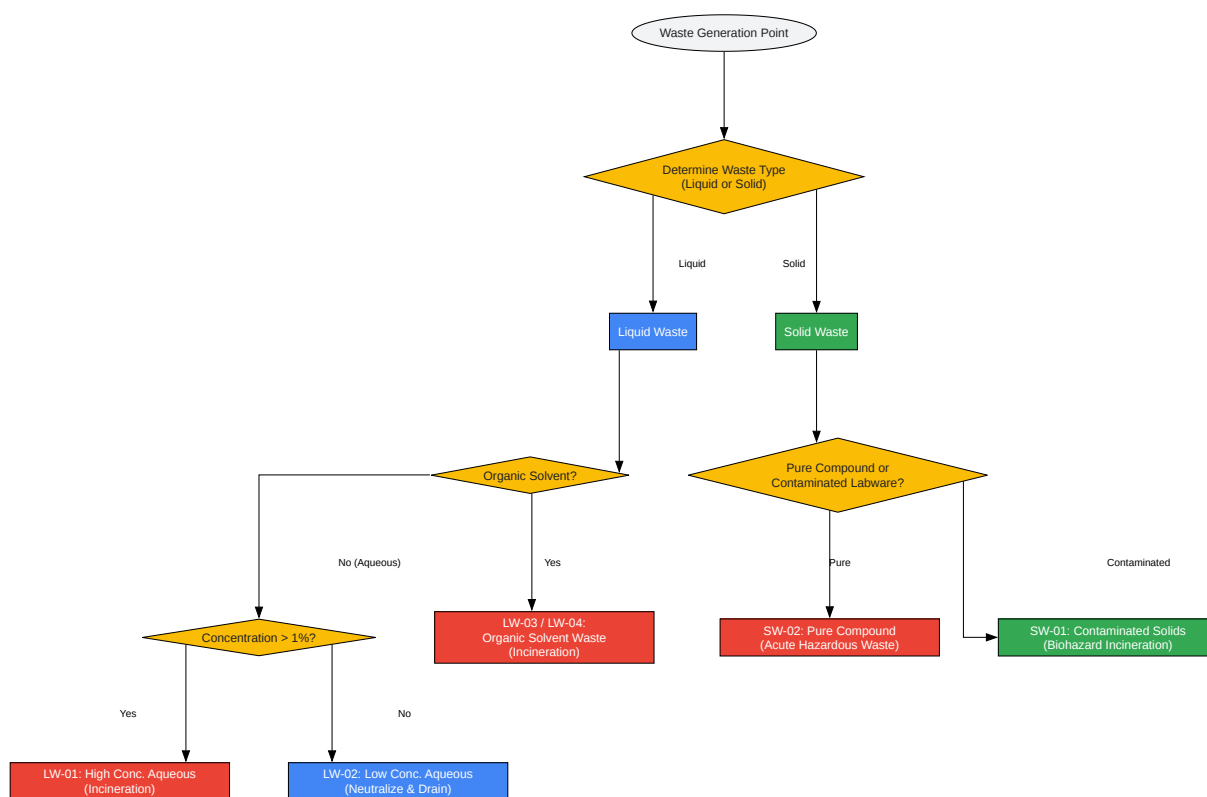 Waste Generation Point
Determine Waste Type
(Liquid or Solid)
Liquid
Solid
Liquid Waste
Solid Waste
Organic Solvent?
Pure Compound or
Contaminated Labware?
No (Aqueous)
Yes
Pure
Contaminated
Concentration > 1%?
LW-03 / LW-04:
Organic Solvent Waste
(Incineration)
SW-02: Pure Compound
(Acute Hazardous Waste)
SW-01: Contaminated Solids
(Biohazard Incineration)
Yes
No
LW-01: High Conc. Aqueous
(Incineration)
LW-02: Low Conc. Aqueous
(Neutralize & Drain)